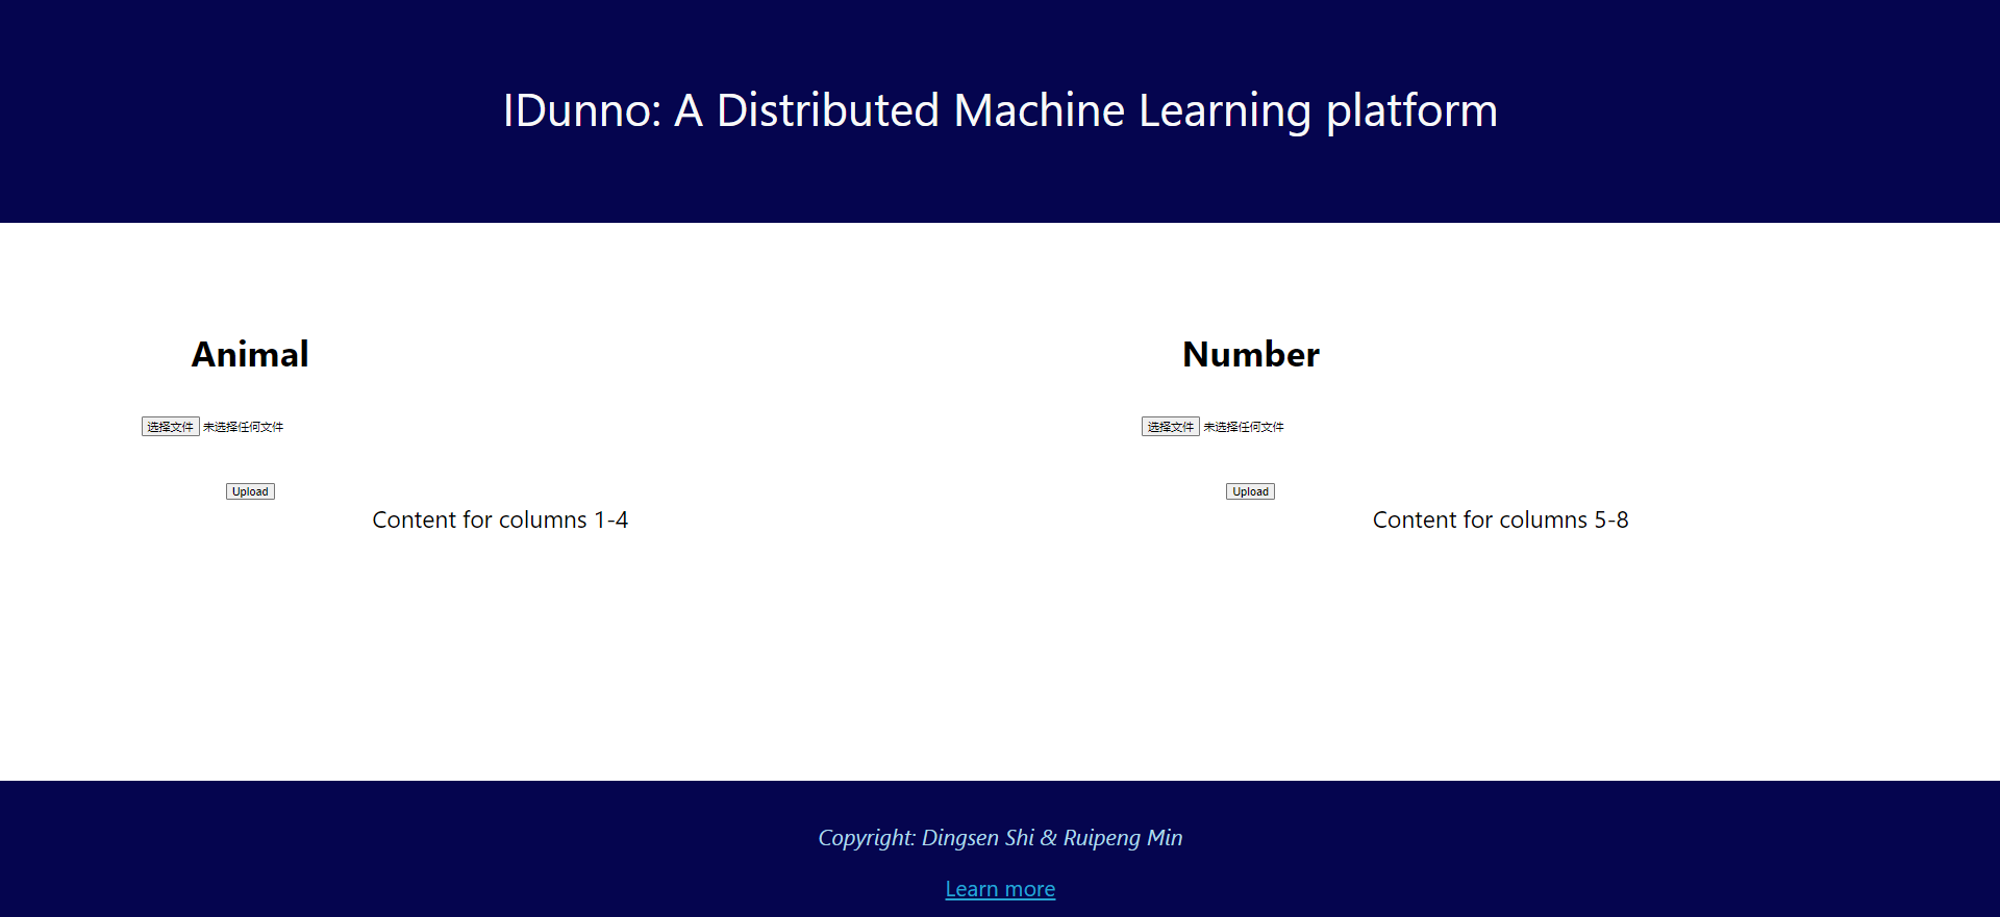 IDunno: A Distributed Machine Learning platform
Animal
选择文件 未选择任何文件
Upload
Content for columns 1-4
Number
选择文件 未选择任何文件
Upload
Content for columns 5-8
Copyright: Dingsen Shi & Ruipeng Min
Learn more